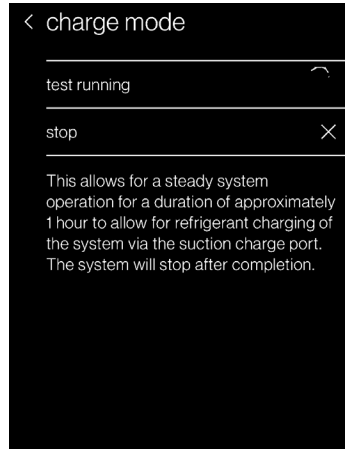 charge mode
test running
stop
This allows for a steady system
operation for a duration of approximately
1 hour to allow for refrigerant charging of
the system via the suction charge port.
The system will stop after completion.